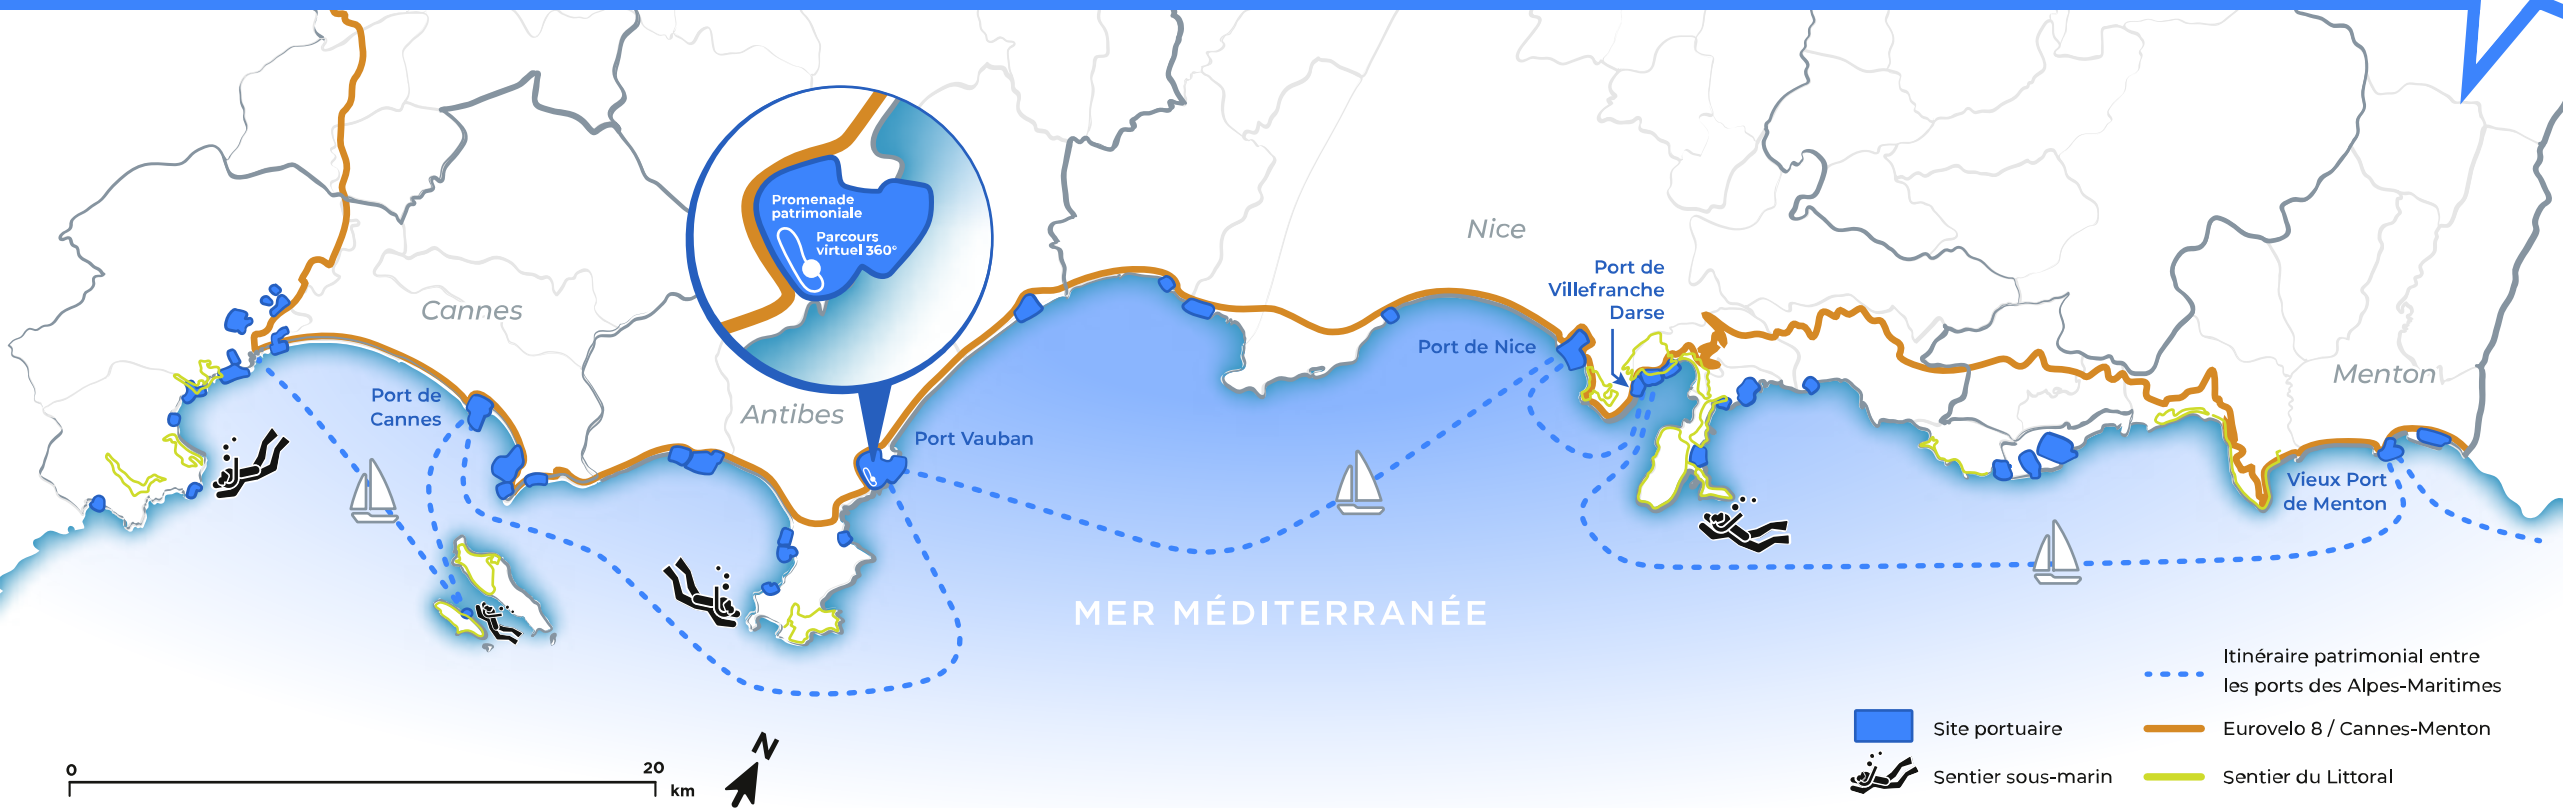 Promenade
patrimoniale
Parcours
virtuel 360°
Nice
Port de
Villefranche
Darse
Cannes
Port de Nice
Menton
Port de
Cannes
Antibes
Port Vauban
Vieux Port
de Menton
MER MÉDITERRANÉE
Itinéraire patrimonial entre
les ports des Alpes-Maritimes
Site portuaire
Eurovelo 8 / Cannes-Menton
Sentier sous-marin
Sentier du Littoral
N
0
20
km